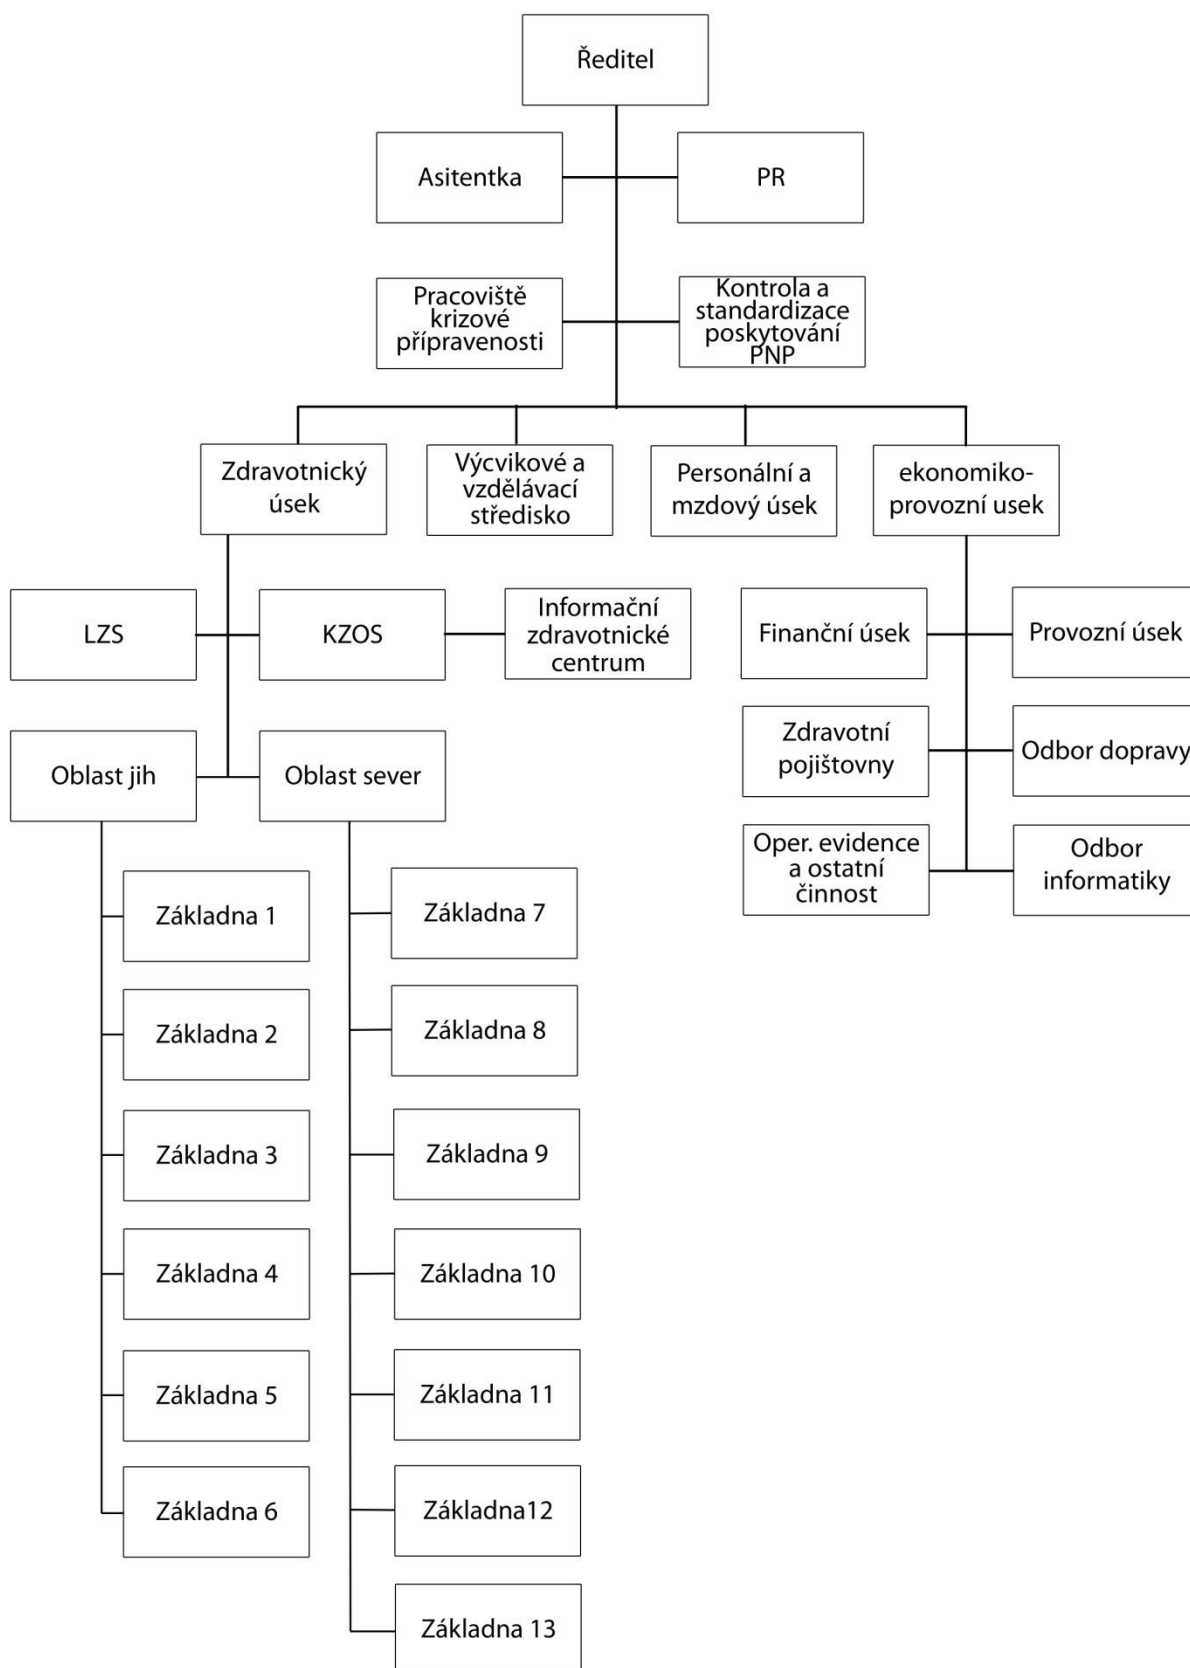 Ředitel
Asitentka
PR
Pracoviště
krizové
přípravenosti
Kontrola a
standardizace
poskytování
PNP
Zdravotnický
úsek
Výcvikové a
vzdělávací
středisko
Personální a
mzdový úsek
ekonomiko-
provozní usek
LZS
KZOS
Informační
zdravotnické
centrum
Finanční úsek
Provozní úsek
Oblast jih
Oblast sever
Zdravotní
pojištovny
Odbor dopravy
Oper. evidence
a ostatní
činnost
Odbor
informatiky
Základna 1
Základna 7
Základna 2
Základna 8
Základna 3
Základna 9
Základna 4
Základna 10
Základna 5
Základna 11
Základna 6
Základna12
Základna 13